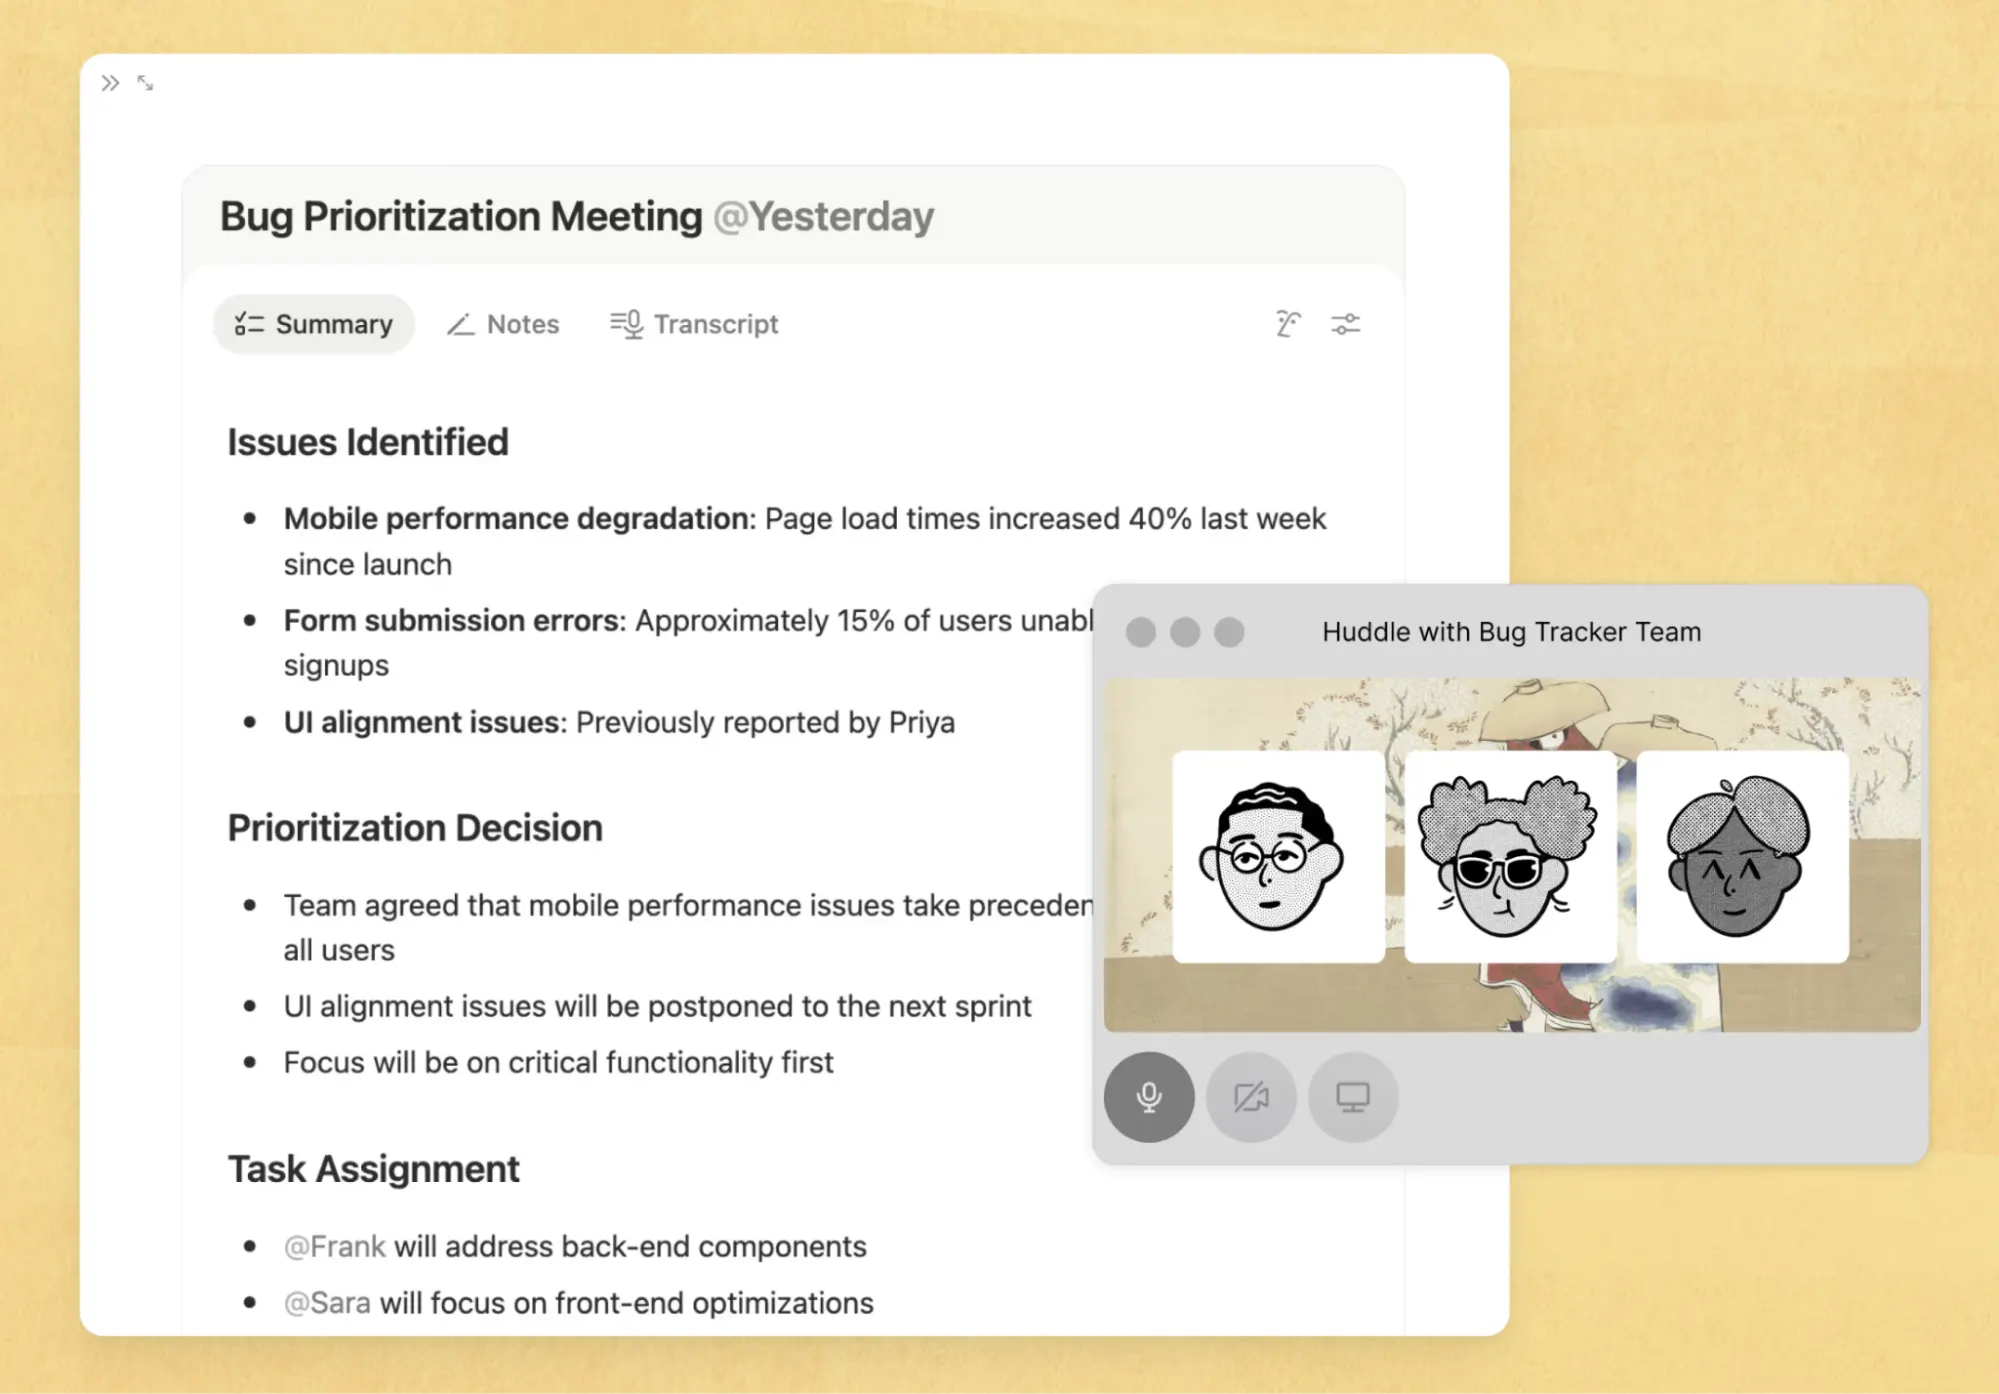 Bug Prioritization Meeting @Yesterday
Summary
Notes
Transcript
Issues Identified
• Mobile performance degradation: Page load times increased 40% last week
since launch
• Form submission errors: Approximately 15% of users
signups
• UI alignment issues: Previously reported by Priya
Prioritization Decision
• Team agreed that mobile performance issues take
all users
• UI alignment issues will be postponed to the next sprint
• Focus will be on critical functionality first
Task Assignment
• @Frank will address back-end components
• @Sara will focus on front-end optimizations
Huddle with Bug Tracker Team